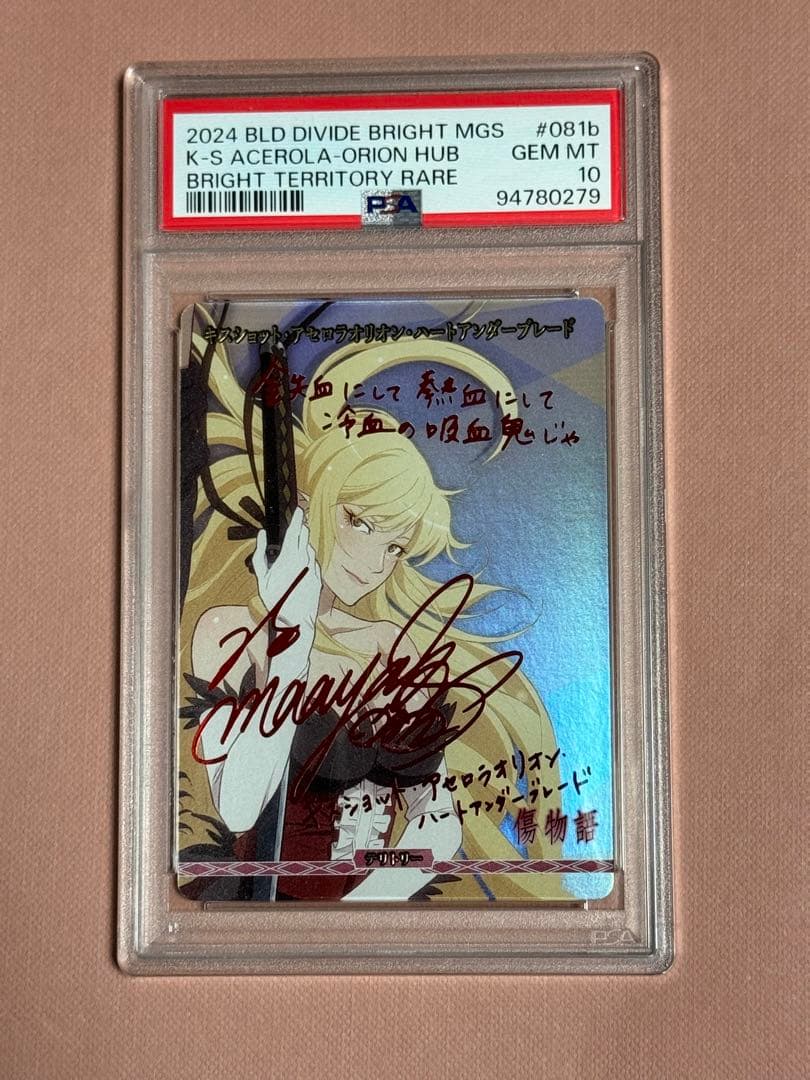 2024 BLD DIVIDE BRIGHT MGS #081b
K-S ACEROLA-ORION HUB GEM MT
BRIGHT TERRITORY RARE 10
PSA 94780279
キスショット・アセロラオリオン・ハートアンダーブレード
鉄血にして熱血にして
冷血の吸血鬼じゃ
maaya
キスショット・アセロラオリオン・
ハートアンダーブレード
傷物語
テリトリー
PSA